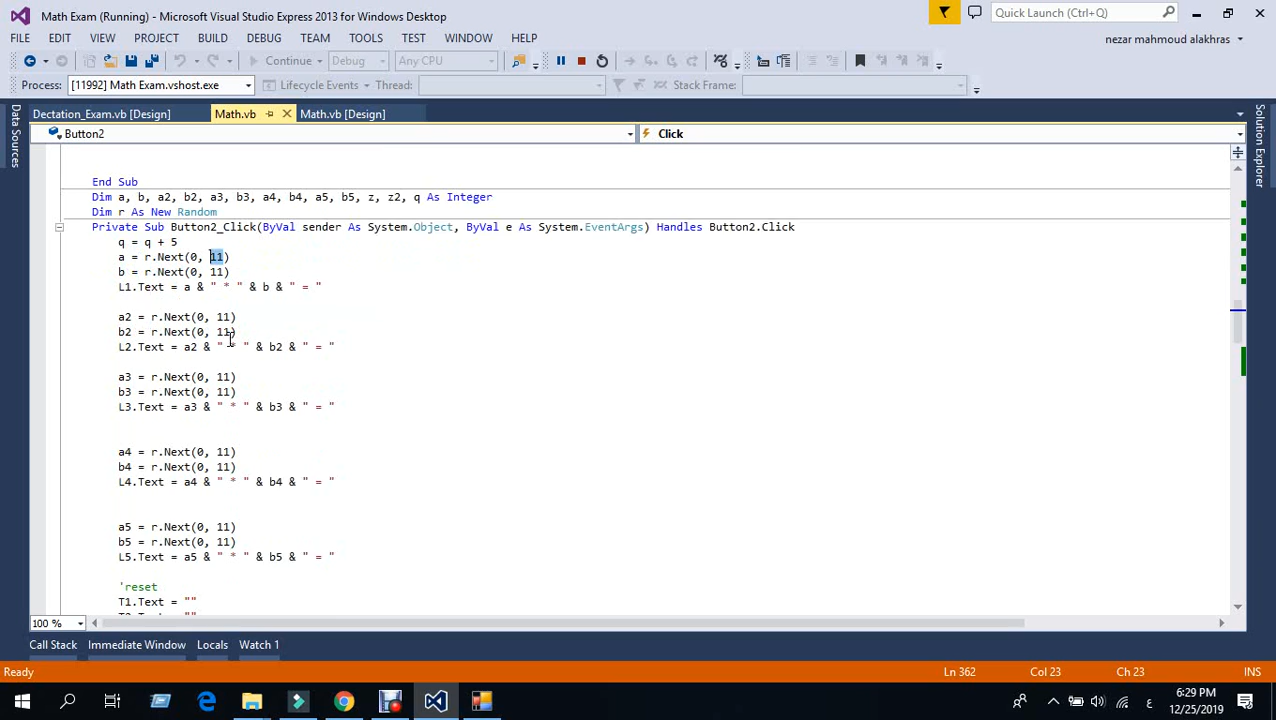 Math Exam (Running) - Microsoft Visual Studio Express 2013 for Windows Desktop
Quick Launch (Ctrl+Q)
FILE EDIT VIEW PROJECT BUILD DEBUG TEAM TOOLS TEST WINDOW HELP
nezar mahmoud alakhras
Continue Debug Any CPU
Process: [11992] Math Exam.vshost.exe Lifecycle Events Thread: Stack Frame:
Dectation_Exam.vb [Design] Math.vb Math.vb [Design]
Button2 Click
Data Sources
Solution Explorer
End Sub
Dim a, b, a2, b2, a3, b3, a4, b4, a5, b5, z, z2, q As Integer
Dim r As New Random
Private Sub Button2_Click(ByVal sender As System.Object, ByVal e As System.EventArgs) Handles Button2.Click
q = q + 5
a = r.Next(0, 11)
b = r.Next(0, 11)
L1.Text = a & " * " & b & " = "
a2 = r.Next(0, 11)
b2 = r.Next(0, 11)
L2.Text = a2 & " * " & b2 & " = "
a3 = r.Next(0, 11)
b3 = r.Next(0, 11)
L3.Text = a3 & " * " & b3 & " = "
a4 = r.Next(0, 11)
b4 = r.Next(0, 11)
L4.Text = a4 & " * " & b4 & " = "
a5 = r.Next(0, 11)
b5 = r.Next(0, 11)
L5.Text = a5 & " * " & b5 & " = "
'reset
T1.Text = ""
T2.Text = ""
100 %
Call Stack Immediate Window Locals Watch 1
Ready Ln 362 Col 23 Ch 23 INS
ع 6:29 PM
12/25/2019